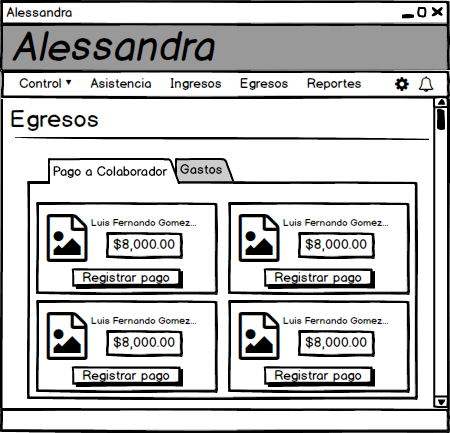 Alessandra
Alessandra
Control Asistencia Ingresos Egresos Reportes
Egresos
Pago a Colaborador Gastos
Luis Fernando Gomez...
$8,000.00
Registrar pago
Luis Fernando Gomez...
$8,000.00
Registrar pago
Luis Fernando Gomez...
$8,000.00
Registrar pago
Luis Fernando Gomez...
$8,000.00
Registrar pago